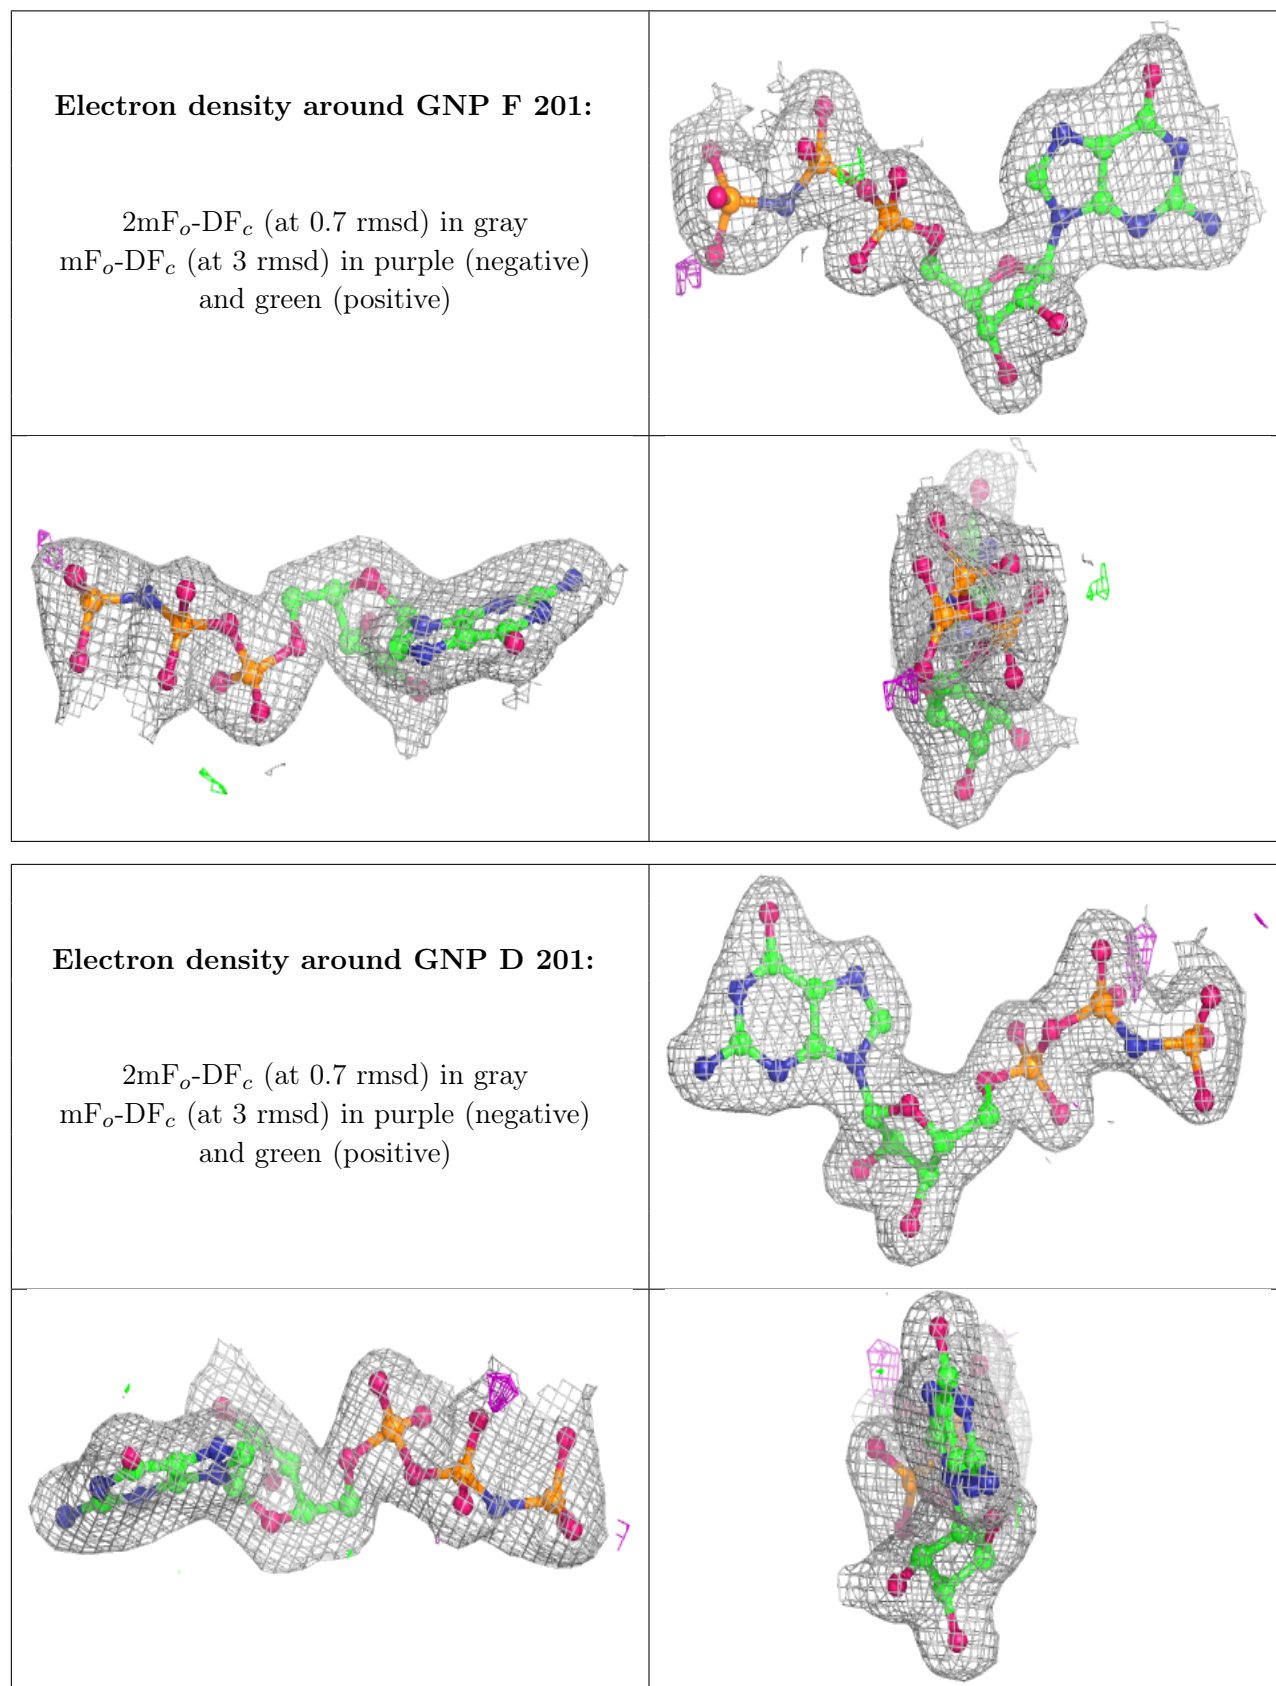 Electron density around GNP F 201:
2mFo-DFc (at 0.7 rmsd) in gray
mFo-DFc (at 3 rmsd) in purple (negative)
and green (positive)
Electron density around GNP D 201:
2mFo-DFc (at 0.7 rmsd) in gray
mFo-DFc (at 3 rmsd) in purple (negative)
and green (positive)